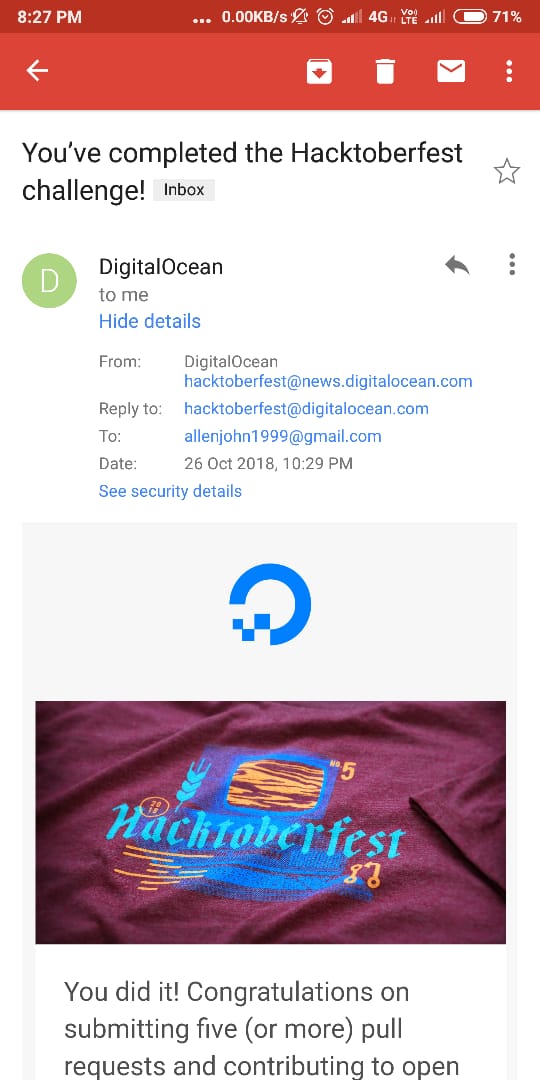 8:27 PM ... 0.00KB/s 4G VoLTE 71%
You’ve completed the Hacktoberfest
challenge! Inbox
D DigitalOcean
to me
Hide details
From: DigitalOcean
hacktoberfest@news.digitalocean.com
Reply to: hacktoberfest@digitalocean.com
To: allenjohn1999@gmail.com
Date: 26 Oct 2018, 10:29 PM
See security details
No.5
2018
Hacktoberfest
You did it! Congratulations on
submitting five (or more) pull
requests and contributing to open